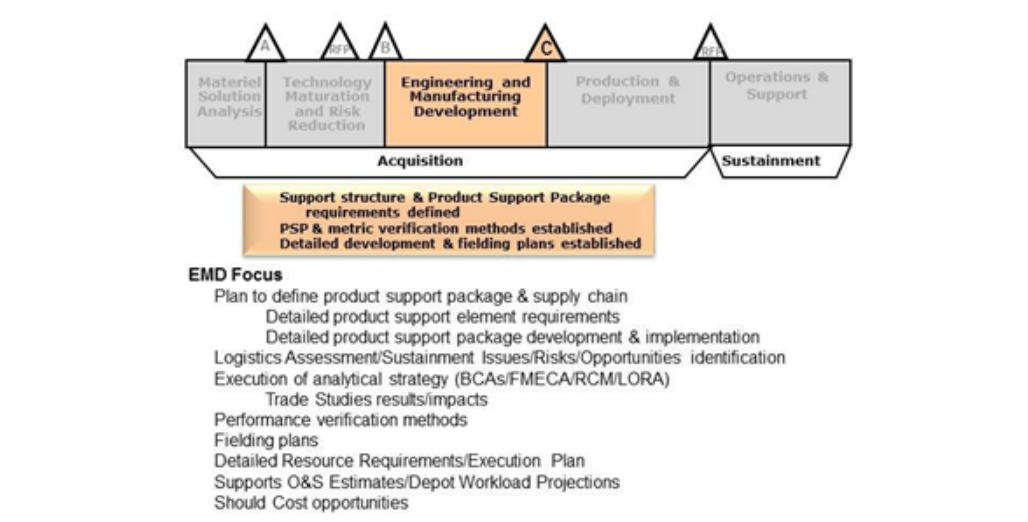 A
RFP
B
C
RFP
Materiel
Solution
Analysis
Technology
Maturation
and Risk
Reduction
Engineering and
Manufacturing
Development
Production &
Deployment
Operations &
Support
Acquisition
Sustainment
Support structure & Product Support Package
requirements defined
PSP & metric verification methods established
Detailed development & fielding plans established
EMD Focus
Plan to define product support package & supply chain
Detailed product support element requirements
Detailed product support package development & implementation
Logistics Assessment/Sustainment Issues/Risks/Opportunities identification
Execution of analytical strategy (BCAs/FMECA/RCM/LORA)
Trade Studies results/impacts
Performance verification methods
Fielding plans
Detailed Resource Requirements/Execution Plan
Supports O&S Estimates/Depot Workload Projections
Should Cost opportunities